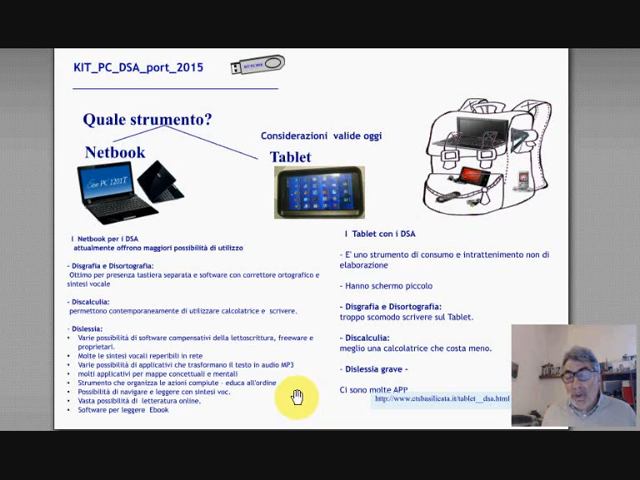 KIT_PC_DSA_port_2015
Quale strumento?
Considerazioni valide oggi
Netbook
Tablet
I Netbook per i DSA
attualmente offrono maggiori possibilità di utilizzo
- Disgrafia e Disortografia:
Ottimo per presenza tastiera separata e software con correttore ortografico e
sintesi vocale
- Discalculia:
permettono contemporaneamente di utilizzare calcolatrice e scrivere.
- Dislessia:
• Varie possibilità di software compensativi della lettoscrittura, freeware e
proprietari.
• Molte le sintesi vocali reperibili in rete
• Varie possibilità di applicativi che trasformano il testo in audio MP3
• molti applicativi per mappe concettuali e mentali
• Strumento che organizza le azioni compiute - educa all'ordine
• Possibilità di navigare e leggere con sintesi voc.
• Vasta possibilità di letteratura online.
• Software per leggere Ebook
I Tablet con i DSA
- E' uno strumento di consumo e intrattenimento non di
elaborazione
- Hanno schermo piccolo
- Disgrafia e Disortografia:
troppo scomodo scrivere sul Tablet.
- Discalculia:
meglio una calcolatrice che costa meno.
- Dislessia grave -
Ci sono molte APP
http://www.ctsbasilicata.it/tablet__dsa.html